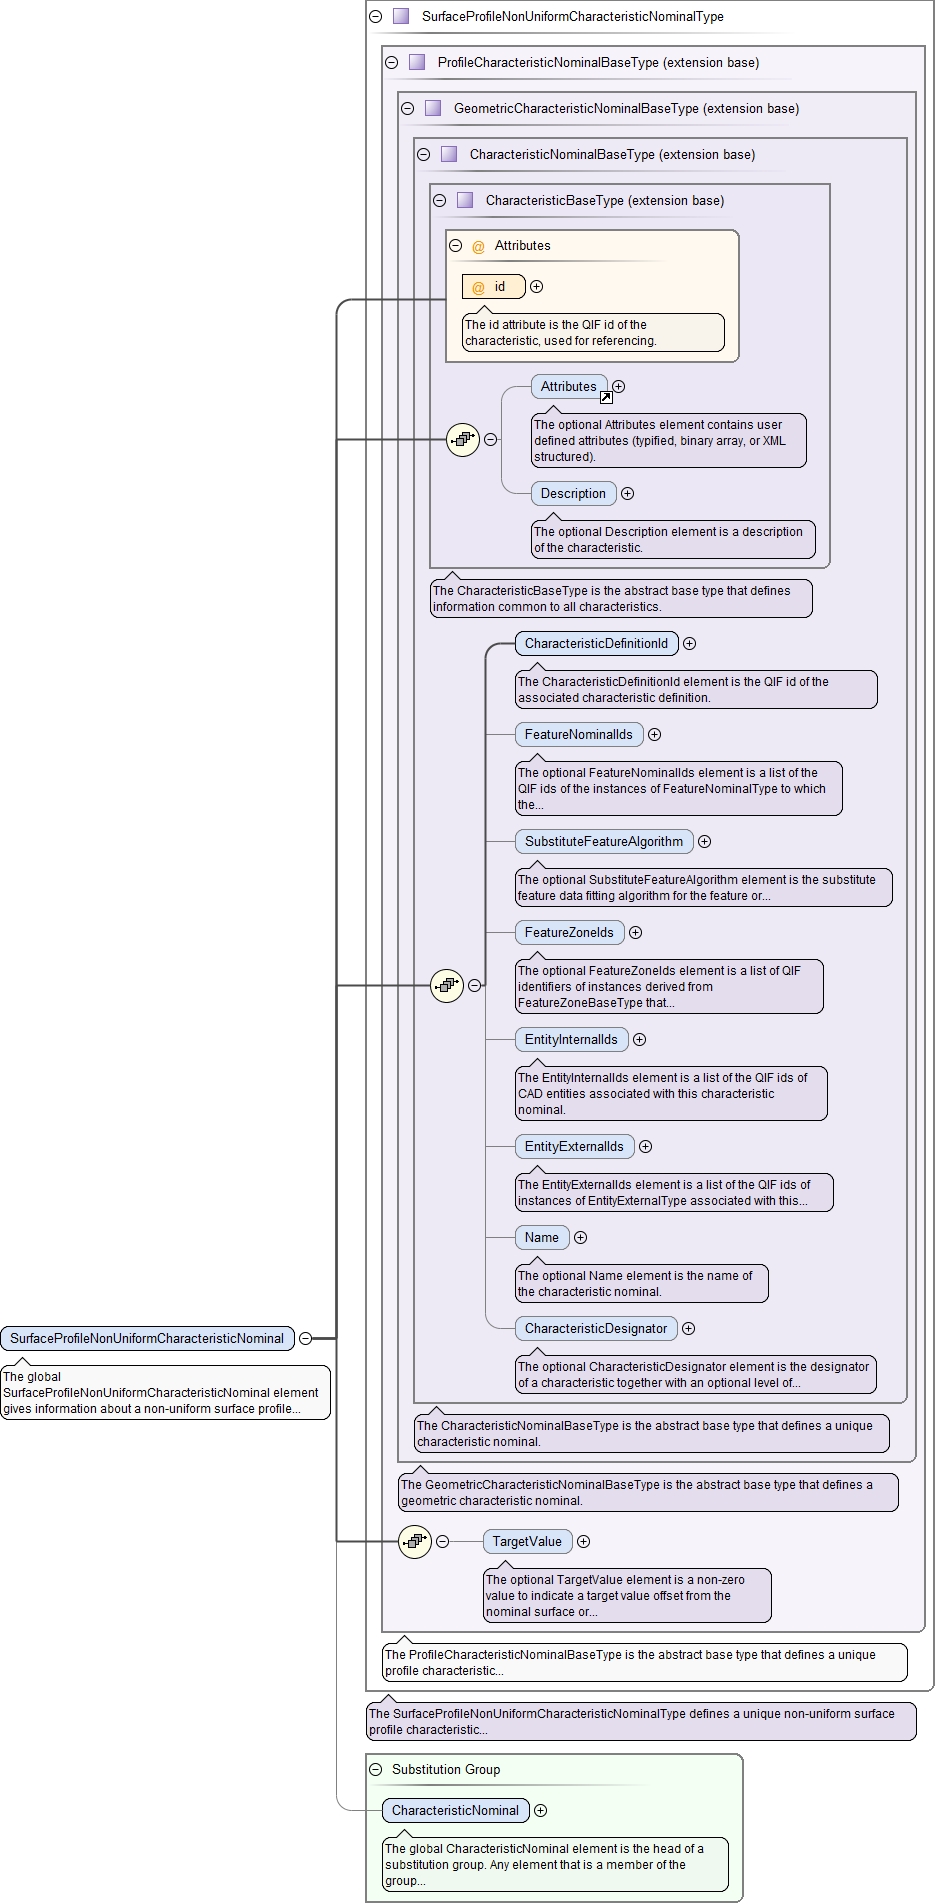 SurfaceProfileNonUniformCharacteristicNominalType
ProfileCharacteristicNominalBaseType (extension base)
GeometricCharacteristicNominalBaseType (extension base)
CharacteristicNominalBaseType (extension base)
CharacteristicBaseType (extension base)
@ Attributes
@ id
The id attribute is the QIF id of the
characteristic, used for referencing.
Attributes
The optional Attributes element contains user
defined attributes (typified, binary array, or XML
structured).
Description
The optional Description element is a description
of the characteristic.
The CharacteristicBaseType is the abstract base type that defines
information common to all characteristics.
CharacteristicDefinitionId
The CharacteristicDefinitionId element is the QIF id of the
associated characteristic definition.
FeatureNominalIds
The optional FeatureNominalIds element is a list of the
QIF ids of the instances of FeatureNominalType to which
the...
SubstituteFeatureAlgorithm
The optional SubstituteFeatureAlgorithm element is the substitute
feature data fitting algorithm for the feature or...
FeatureZoneIds
The optional FeatureZoneIds element is a list of QIF
identifiers of instances derived from
FeatureZoneBaseType that...
EntityInternalIds
The EntityInternalIds element is a list of the QIF ids of
CAD entities associated with this characteristic
nominal.
EntityExternalIds
The EntityExternalIds element is a list of the QIF ids of
instances of EntityExternalType associated with this...
Name
The optional Name element is the name of
the characteristic nominal.
CharacteristicDesignator
The optional CharacteristicDesignator element is the designator
of a characteristic together with an optional level of...
SurfaceProfileNonUniformCharacteristicNominal
The global
SurfaceProfileNonUniformCharacteristicNominal element
gives information about a non-uniform surface profile...
The CharacteristicNominalBaseType is the abstract base type that defines a unique
characteristic nominal.
The GeometricCharacteristicNominalBaseType is the abstract base type that defines a
geometric characteristic nominal.
TargetValue
The optional TargetValue element is a non-zero
value to indicate a target value offset from the
nominal surface or...
The ProfileCharacteristicNominalBaseType is the abstract base type that defines a unique
profile characteristic...
The SurfaceProfileNonUniformCharacteristicNominalType defines a unique non-uniform surface
profile characteristic...
Substitution Group
CharacteristicNominal
The global CharacteristicNominal element is the head of a
substitution group. Any element that is a member of the
group...